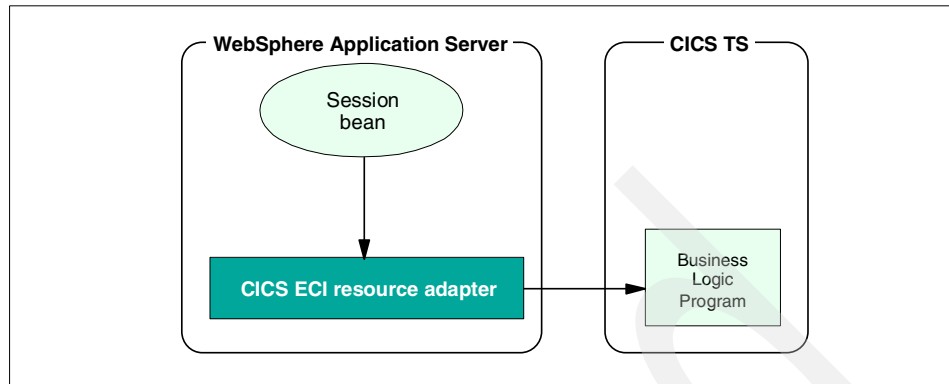 WebSphere Application Server
CICS TS
Session
bean
CICS ECI resource adapter
Business
Logic
Program